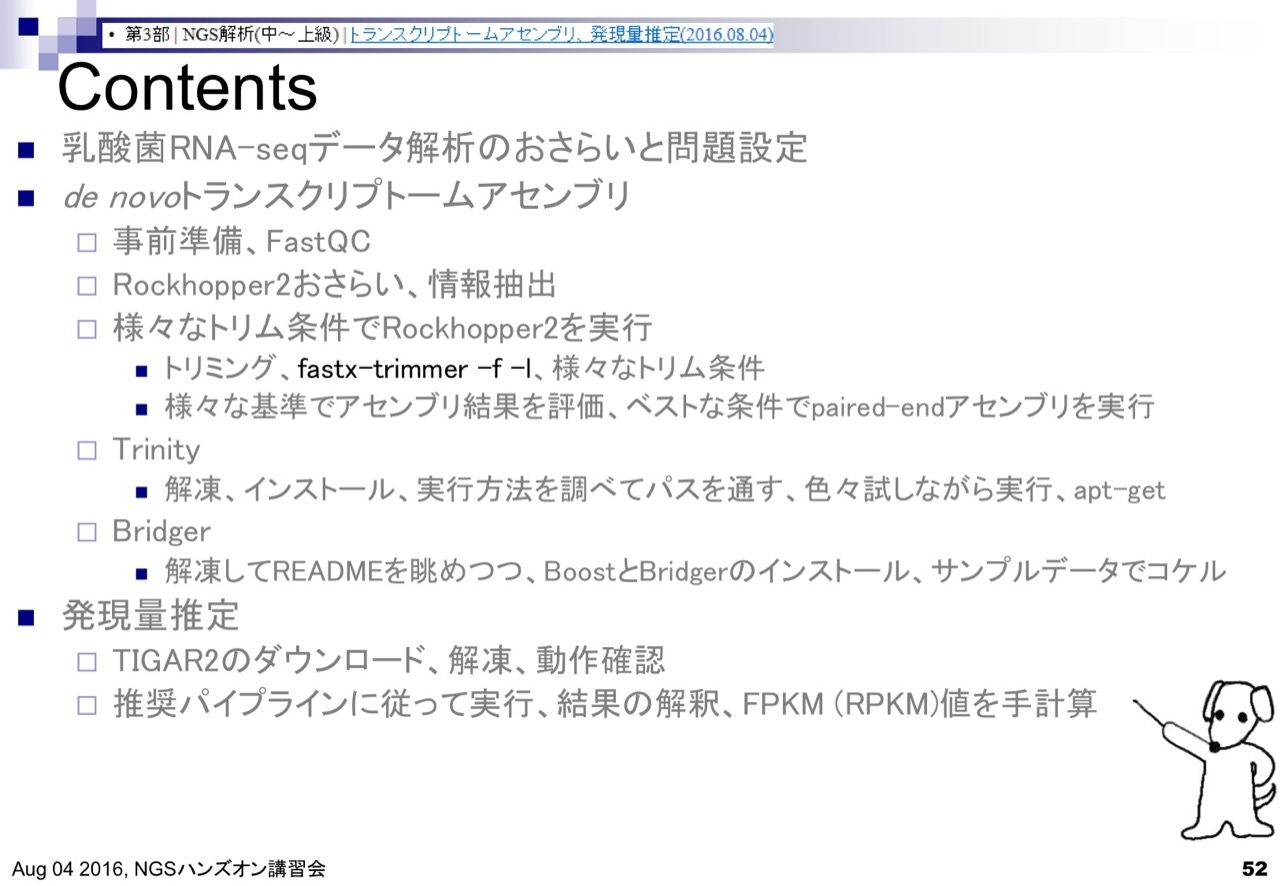 • 第3部 | NGS解析(中～上級) | トランスクリプトームアセンブリ、発現量推定(2016.08.04)
Contents
乳酸菌RNA-seqデータ解析のおさらいと問題設定
de novoトランスクリプトームアセンブリ
事前準備、FastQC
Rockhopper2おさらい、情報抽出
様々なトリム条件でRockhopper2を実行
トリミング、fastx-trimmer -f -l、様々なトリム条件
様々な基準でアセンブリ結果を評価、ベストな条件でpaired-endアセンブリを実行
Trinity
解凍、インストール、実行方法を調べてパスを通す、色々試しながら実行、apt-get
Bridger
解凍してREADMEを眺めつつ、BoostとBridgerのインストール、サンプルデータでコケル
発現量推定
TIGAR2のダウンロード、解凍、動作確認
推奨パイプラインに従って実行、結果の解釈、FPKM (RPKM)値を手計算
Aug 04 2016, NGSハンズオン講習会
52